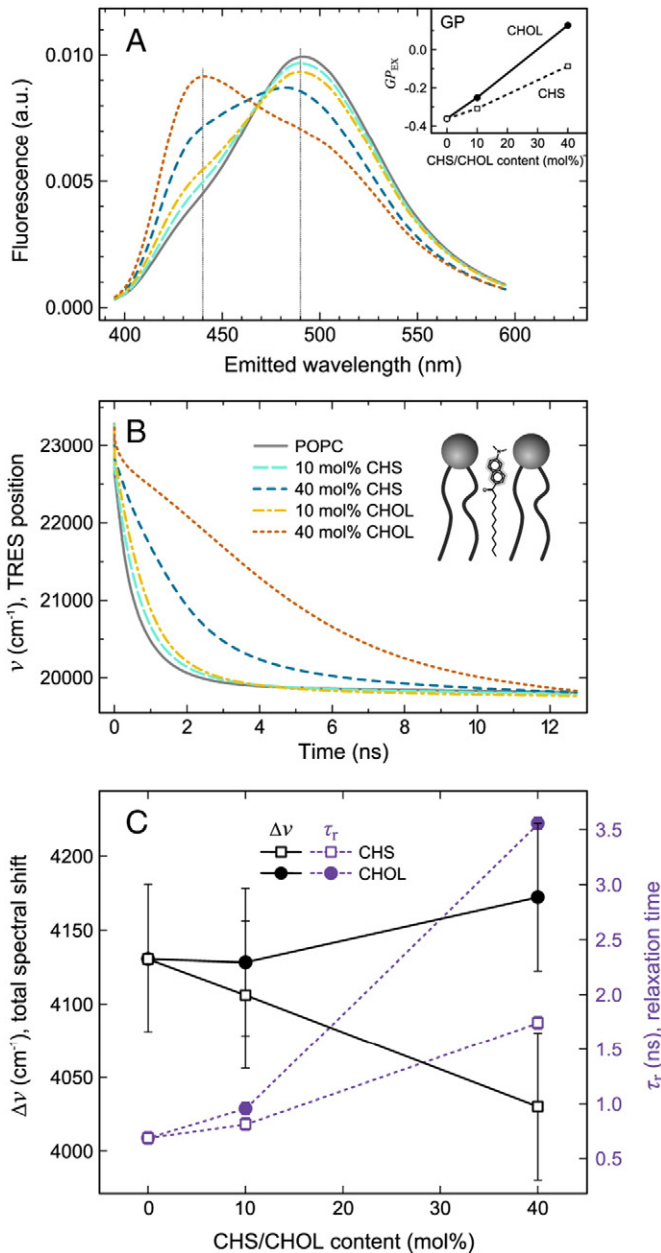 A
GP
CHOL
CHS
0.0
-0.2
-0.4
GP_EX
0 10 20 30 40
CHS/CHOL content (mol%)
0.010
0.005
0.000
Fluorescence (a.u.)
400 450 500 550 600
Emitted wavelength (nm)
B
POPC
10 mol% CHS
40 mol% CHS
10 mol% CHOL
40 mol% CHOL
23000
22000
21000
20000
ν (cm⁻¹), TRES position
0 2 4 6 8 10 12
Time (ns)
C
Δν τr
CHS
CHOL
4200
4150
4100
4050
4000
Δν (cm⁻¹), total spectral shift
3.5
3.0
2.5
2.0
1.5
1.0
0.5
τr (ns), relaxation time
0 10 20 30 40
CHS/CHOL content (mol%)